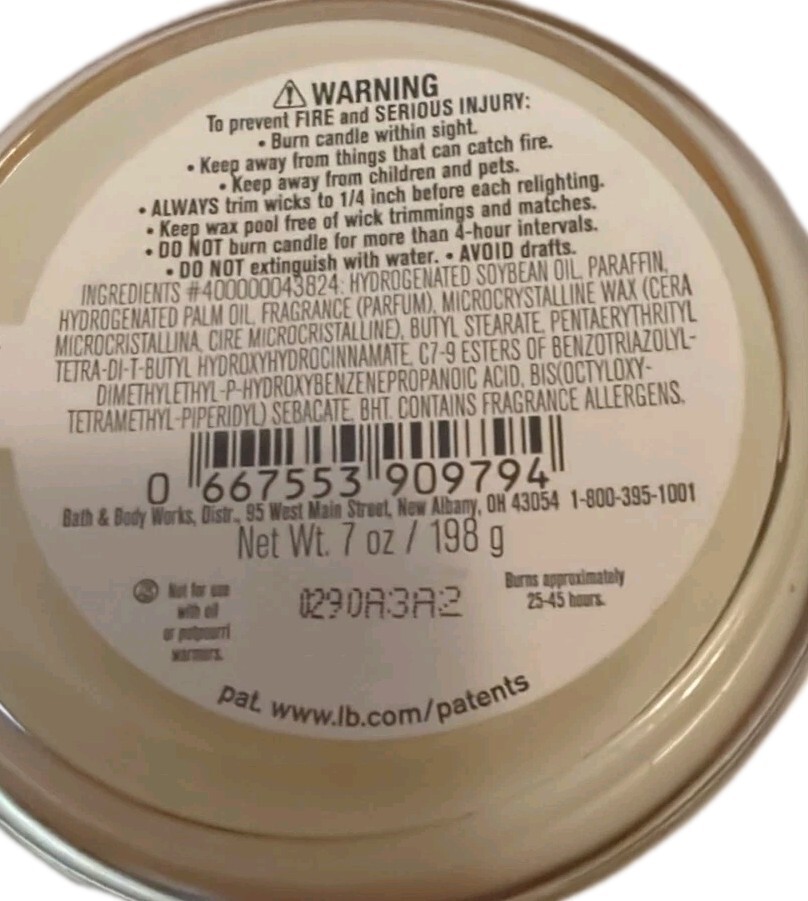 ⚠ WARNING
To prevent FIRE and SERIOUS INJURY:
• Burn candle within sight.
• Keep away from things that can catch fire.
• Keep away from children and pets.
• ALWAYS trim wicks to 1/4 inch before each relighting.
• Keep wax pool free of wick trimmings and matches.
• DO NOT burn candle for more than 4-hour intervals.
• DO NOT extinguish with water. • AVOID drafts.
INGREDIENTS #400000043824: HYDROGENATED SOYBEAN OIL, PARAFFIN,
HYDROGENATED PALM OIL, FRAGRANCE (PARFUM), MICROCRYSTALLINE WAX (CERA
MICROCRISTALLINA, CIRE MICROCRISTALLINE), BUTYL STEARATE, PENTAERYTHRITYL
TETRA-DI-T-BUTYL HYDROXYHYDROCINNAMATE, C7-9 ESTERS OF BENZOTRIAZOLYL-
DIMETHYLETHYL-P-HYDROXYBENZENEPROPANOIC ACID, BIS(OCTYLOXY-
TETRAMETHYL-PIPERIDYL) SEBACATE, BHT. CONTAINS FRAGRANCE ALLERGENS.
0 667553 909794
Bath & Body Works, Distr., 95 West Main Street, New Albany, OH 43054 1-800-395-1001
Net Wt. 7 oz / 198 g
Not for use
with oil
or potpourri
warmers.
0290A3A2
Burns approximately
25-45 hours.
pat. www.lb.com/patents